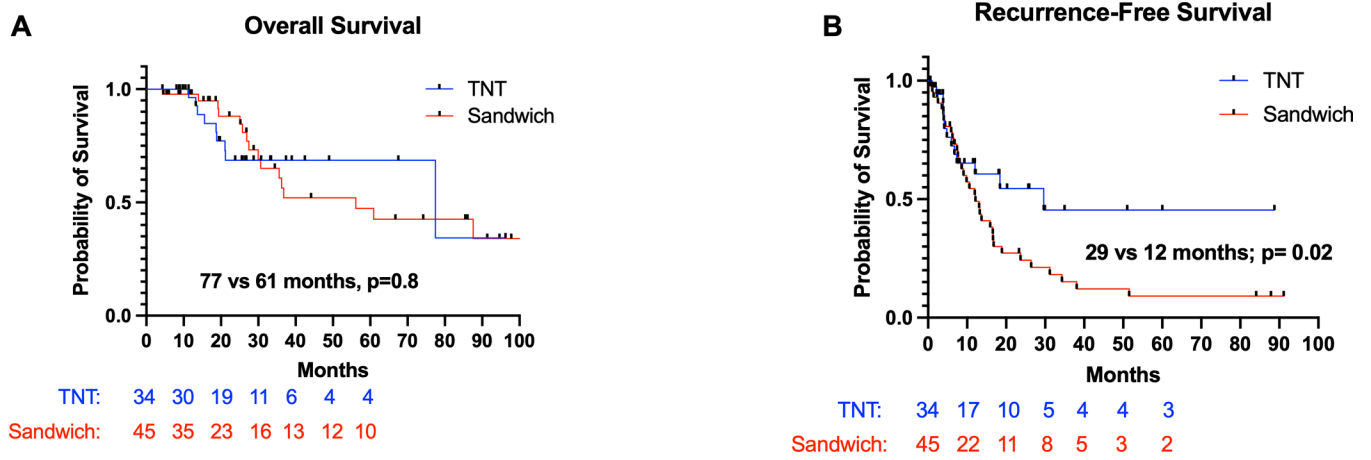 A
Overall Survival
Probability of Survival
1.0
0.5
0.0
TNT
Sandwich
77 vs 61 months, p=0.8
0 10 20 30 40 50 60 70 80 90 100
Months
TNT: 34 30 19 11 6 4 4
Sandwich: 45 35 23 16 13 12 10
B
Recurrence-Free Survival
Probability of Survival
1.0
0.5
0.0
TNT
Sandwich
29 vs 12 months; p= 0.02
0 10 20 30 40 50 60 70 80 90 100
Months
TNT: 34 17 10 5 4 4 3
Sandwich: 45 22 11 8 5 3 2